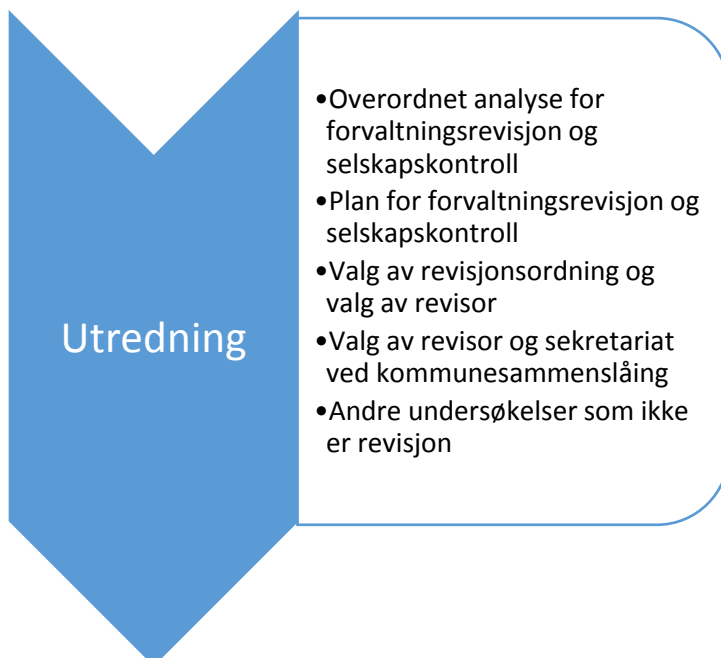 Utredning
•Overordnet analyse for
forvaltningsrevisjon og
selskapskontroll
•Plan for forvaltningsrevisjon og
selskapskontroll
•Valg av revisjonsordning og
valg av revisor
•Valg av revisor og sekretariat
ved kommunesammenslåing
•Andre undersøkelser som ikke
er revisjon